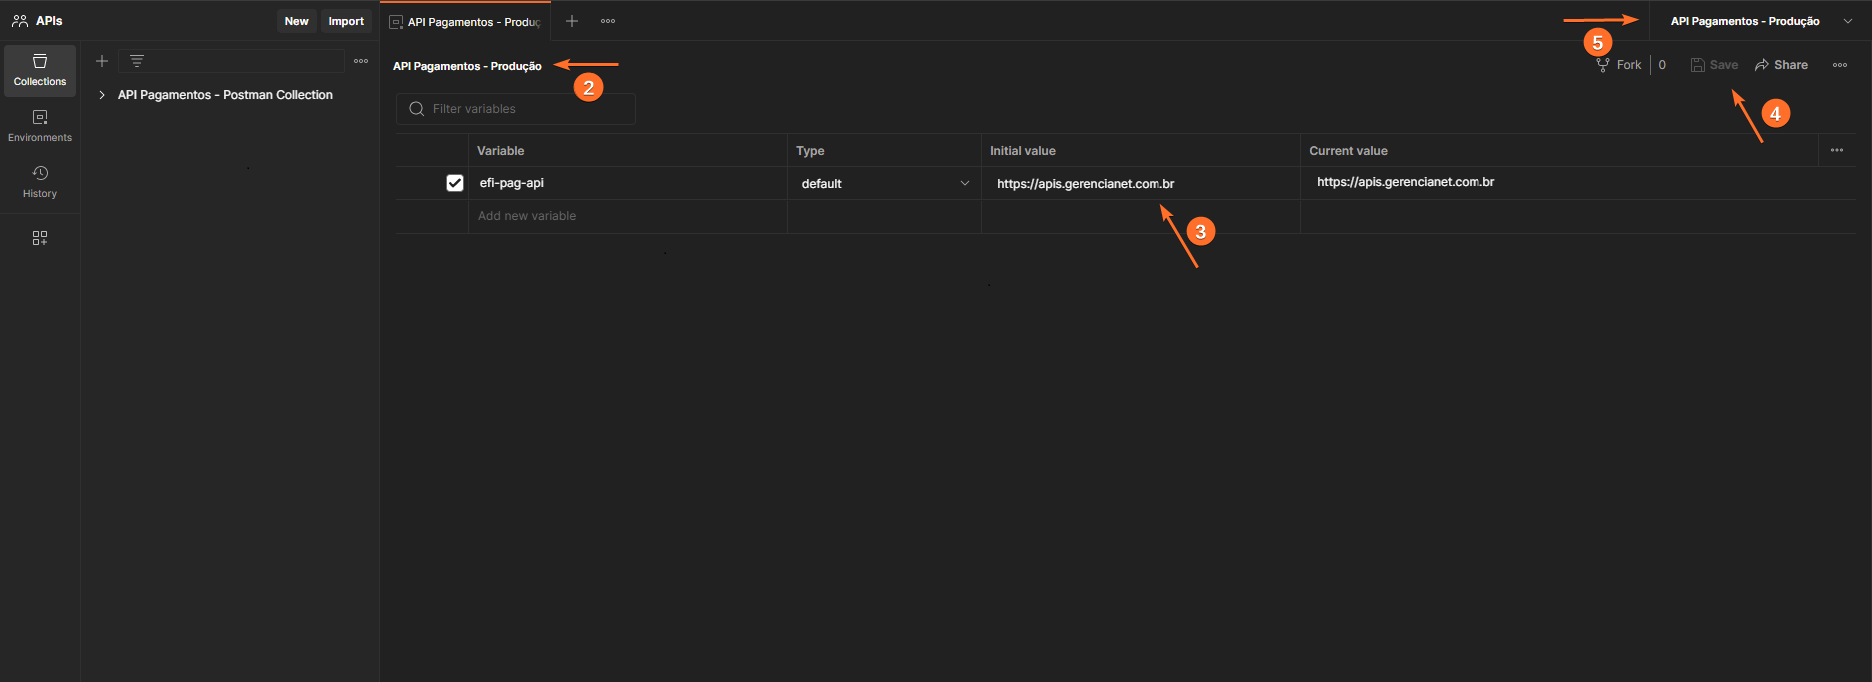 APIs
New
Import
API Pagamentos - Produç
API Pagamentos - Produção
5
Collections
API Pagamentos - Produção
2
Fork
0
Save
Share
API Pagamentos - Postman Collection
Filter variables
4
Environments
Variable
Type
Initial value
Current value
efi-pag-api
default
https://apis.gerencianet.com.br
https://apis.gerencianet.com.br
History
Add new variable
3